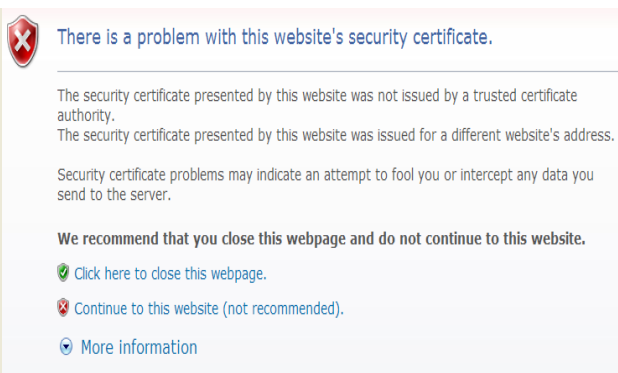 There is a problem with this website's security certificate.
The security certificate presented by this website was not issued by a trusted certificate
authority.
The security certificate presented by this website was issued for a different website's address.
Security certificate problems may indicate an attempt to fool you or intercept any data you
send to the server.
We recommend that you close this webpage and do not continue to this website.
Click here to close this webpage.
Continue to this website (not recommended).
More information